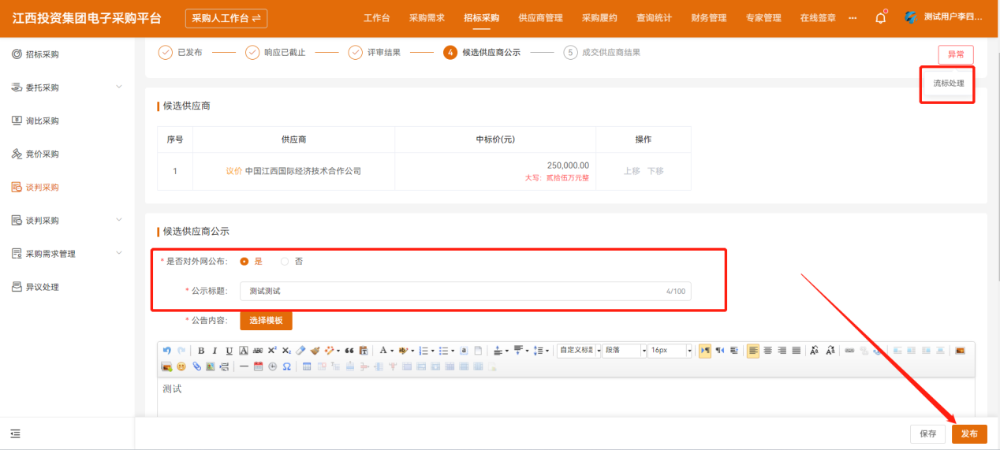 江西投资集团电子采购平台
采购人工作台
工作台 采购需求 招标采购 供应商管理 采购履约 查询统计 财务管理 专家管理 在线签章 ··· 测试用户李四...
招标采购
委托采购
询比采购
竞价采购
谈判采购
谈判采购
采购需求管理
异议处理
已发布 响应已截止 评审结果 4 候选供应商公示 5 成交供应商结果
异常
流标处理
候选供应商
序号 供应商 中标价(元) 操作
1 议价 中国江西国际经济技术合作公司 250,000.00 上移 下移
大写：贰拾伍万元整
候选供应商公示
* 是否对外网公布: 是 否
* 公示标题: 测试测试 4/100
* 公告内容: 选择模板
自定义标题 段落 16px
测试
保存 发布